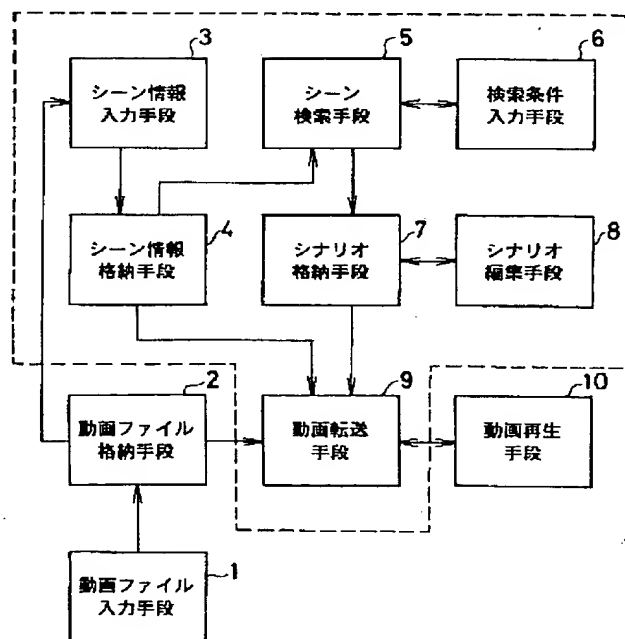 3
シーン情報
入力手段
5
シーン
検索手段
6
検索条件
入力手段
4
シーン情報
格納手段
7
シナリオ
格納手段
8
シナリオ
編集手段
2
動画ファイル
格納手段
9
動画転送
手段
10
動画再生
手段
1
動画ファイル
入力手段